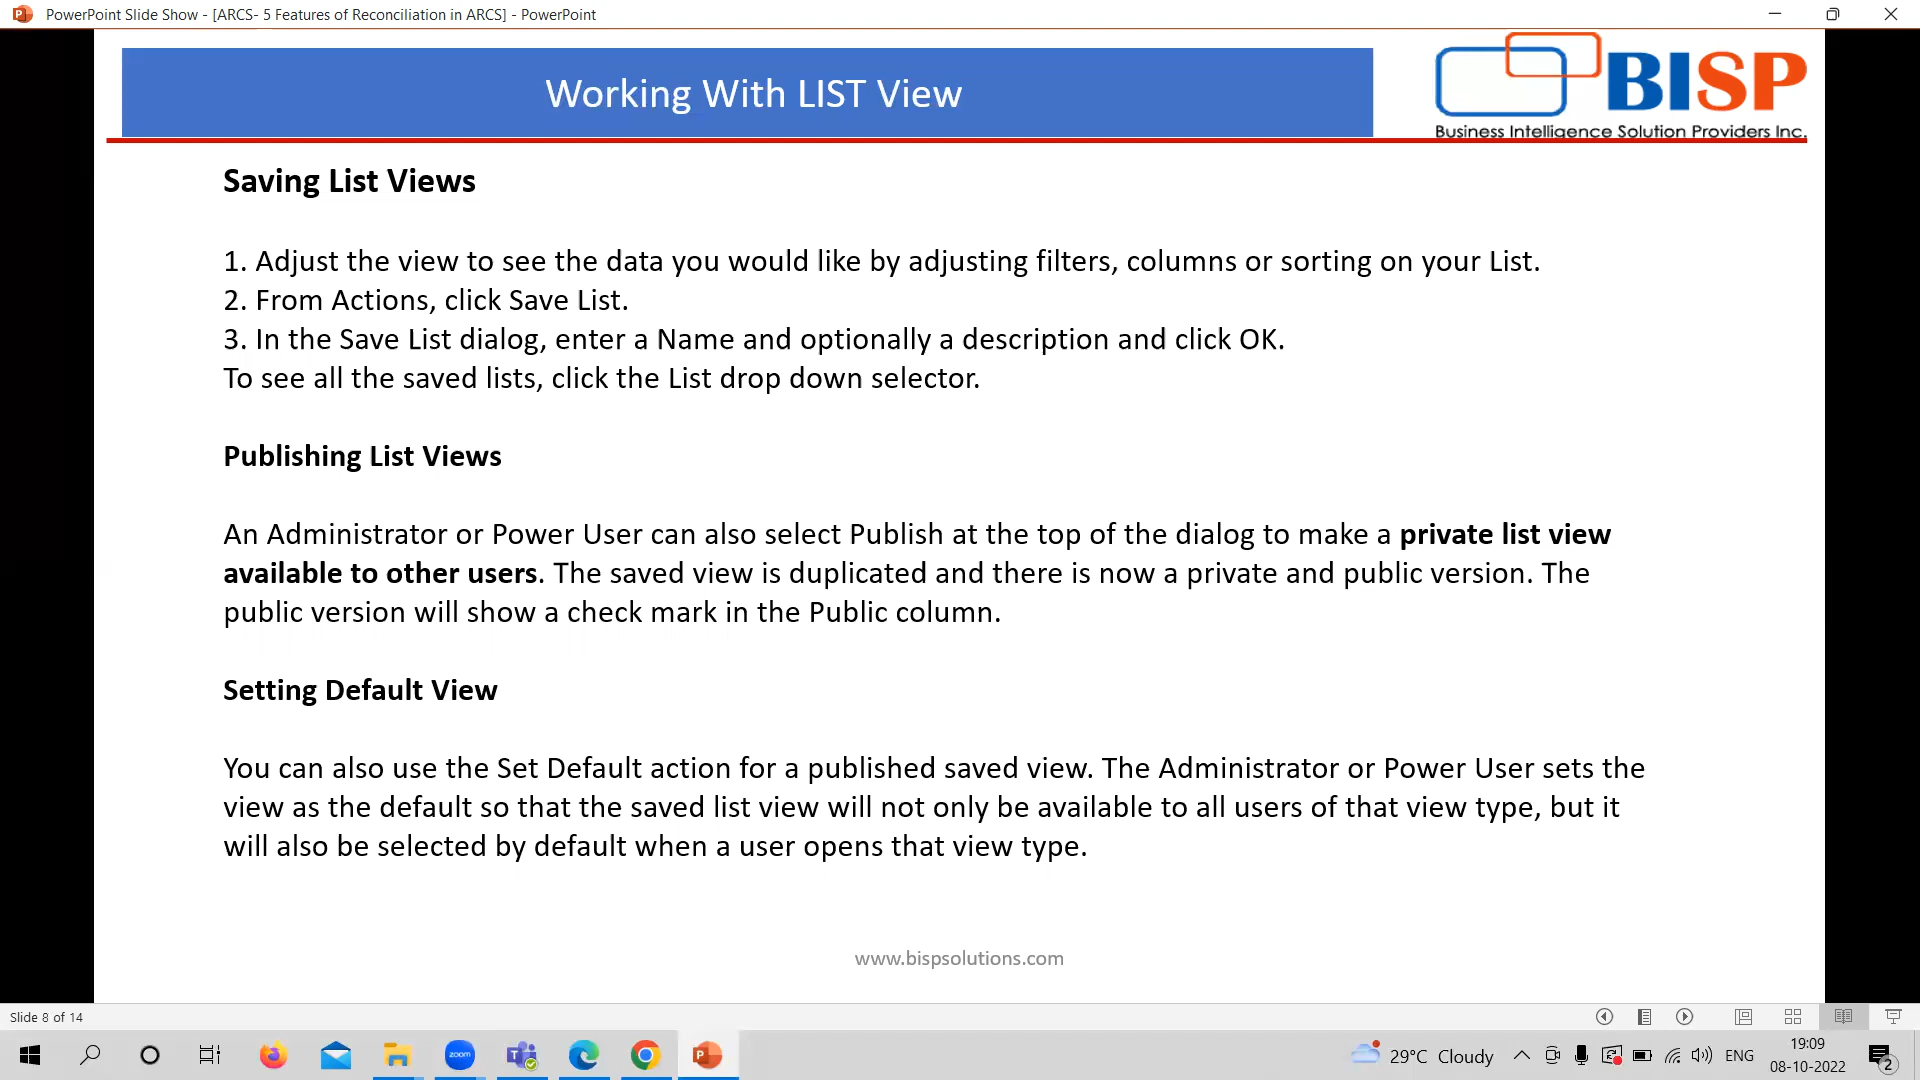 PowerPoint Slide Show - [ARCS- 5 Features of Reconciliation in ARCS] - PowerPoint
Working With LIST View
BISP
Business Intelligence Solution Providers Inc.
Saving List Views
1. Adjust the view to see the data you would like by adjusting filters, columns or sorting on your List.
2. From Actions, click Save List.
3. In the Save List dialog, enter a Name and optionally a description and click OK.
To see all the saved lists, click the List drop down selector.
Publishing List Views
An Administrator or Power User can also select Publish at the top of the dialog to make a private list view
available to other users. The saved view is duplicated and there is now a private and public version. The
public version will show a check mark in the Public column.
Setting Default View
You can also use the Set Default action for a published saved view. The Administrator or Power User sets the
view as the default so that the saved list view will not only be available to all users of that view type, but it
will also be selected by default when a user opens that view type.
www.bispsolutions.com
Slide 8 of 14
zoom
29°C Cloudy
ENG
19:09
08-10-2022
2